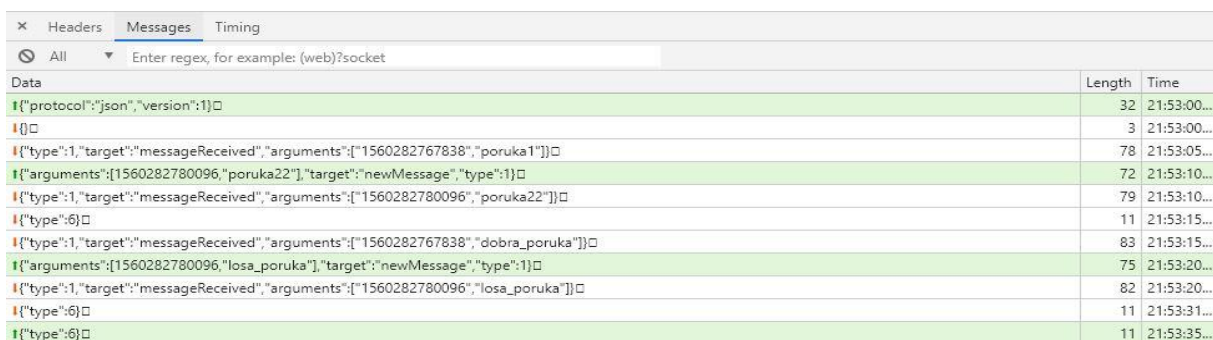 × Headers Messages Timing
All ▼ Enter regex, for example: (web)?socket
Data Length Time
⬆{"protocol":"json","version":1}□ 32 21:53:00...
⬇{}□ 3 21:53:00...
⬇{"type":1,"target":"messageReceived","arguments":["1560282767838","poruka1"]}□ 78 21:53:05...
⬆{"arguments":[1560282780096,"poruka22"],"target":"newMessage","type":1}□ 72 21:53:10...
⬇{"type":1,"target":"messageReceived","arguments":["1560282780096","poruka22"]}□ 79 21:53:10...
⬇{"type":6}□ 11 21:53:15...
⬇{"type":1,"target":"messageReceived","arguments":["1560282767838","dobra_poruka"]}□ 83 21:53:15...
⬆{"arguments":[1560282780096,"losa_poruka"],"target":"newMessage","type":1}□ 75 21:53:20...
⬇{"type":1,"target":"messageReceived","arguments":["1560282780096","losa_poruka"]}□ 82 21:53:20...
⬇{"type":6}□ 11 21:53:31...
⬆{"type":6}□ 11 21:53:35...